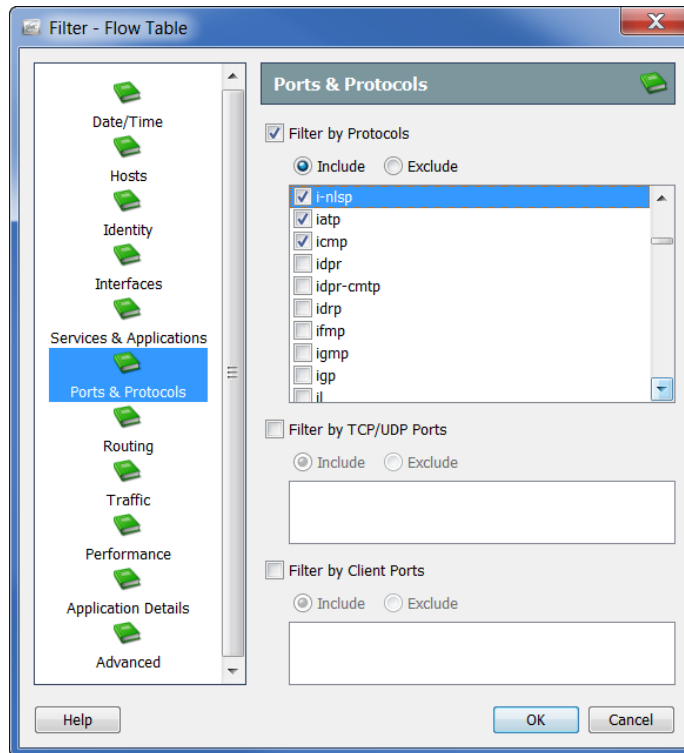 Filter - Flow Table
Date/Time
Hosts
Identity
Interfaces
Services & Applications
Ports & Protocols
Routing
Traffic
Performance
Application Details
Advanced
Ports & Protocols
Filter by Protocols
Include Exclude
i-nlsp
iatp
icmp
idpr
idpr-cmtp
idrp
ifmp
igmp
igp
il
Filter by TCP/UDP Ports
Include Exclude
Filter by Client Ports
Include Exclude
Help OK Cancel